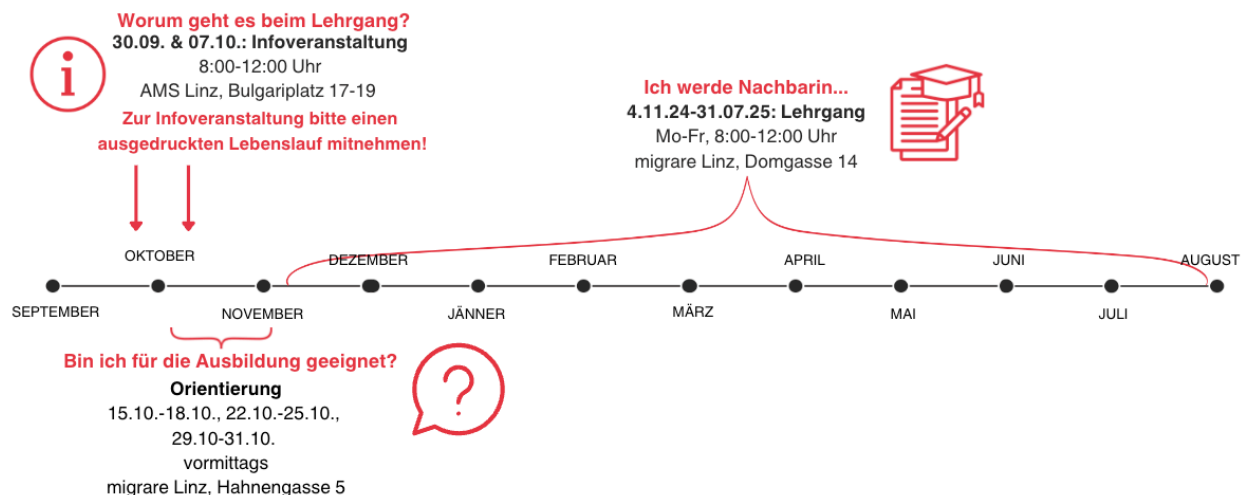 Worum geht es beim Lehrgang?
30.09. & 07.10.: Infoveranstaltung
8:00-12:00 Uhr
AMS Linz, Bulgariplatz 17-19
Zur Infoveranstaltung bitte einen
ausgedruckten Lebenslauf mitnehmen!
Ich werde Nachbarin...
4.11.24-31.07.25: Lehrgang
Mo-Fr, 8:00-12:00 Uhr
migrare Linz, Domgasse 14
OKTOBER
DEZEMBER
FEBRUAR
APRIL
JUNI
AUGUST
SEPTEMBER
NOVEMBER
JÄNNER
MÄRZ
MAI
JULI
Bin ich für die Ausbildung geeignet?
Orientierung
15.10.-18.10., 22.10.-25.10.,
29.10-31.10.
vormittags
migrare Linz, Hahnengasse 5